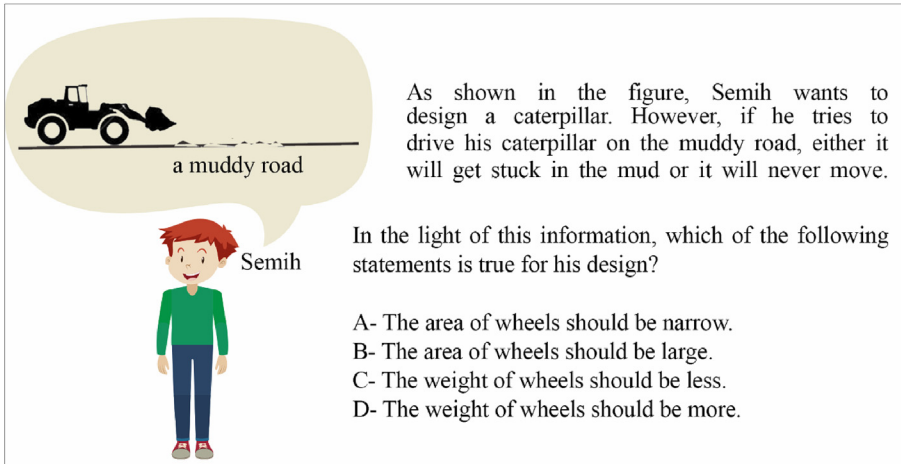 a muddy road
Semih
As shown in the figure, Semih wants to
design a caterpillar. However, if he tries to
drive his caterpillar on the muddy road, either it
will get stuck in the mud or it will never move.
In the light of this information, which of the following
statements is true for his design?
A- The area of wheels should be narrow.
B- The area of wheels should be large.
C- The weight of wheels should be less.
D- The weight of wheels should be more.